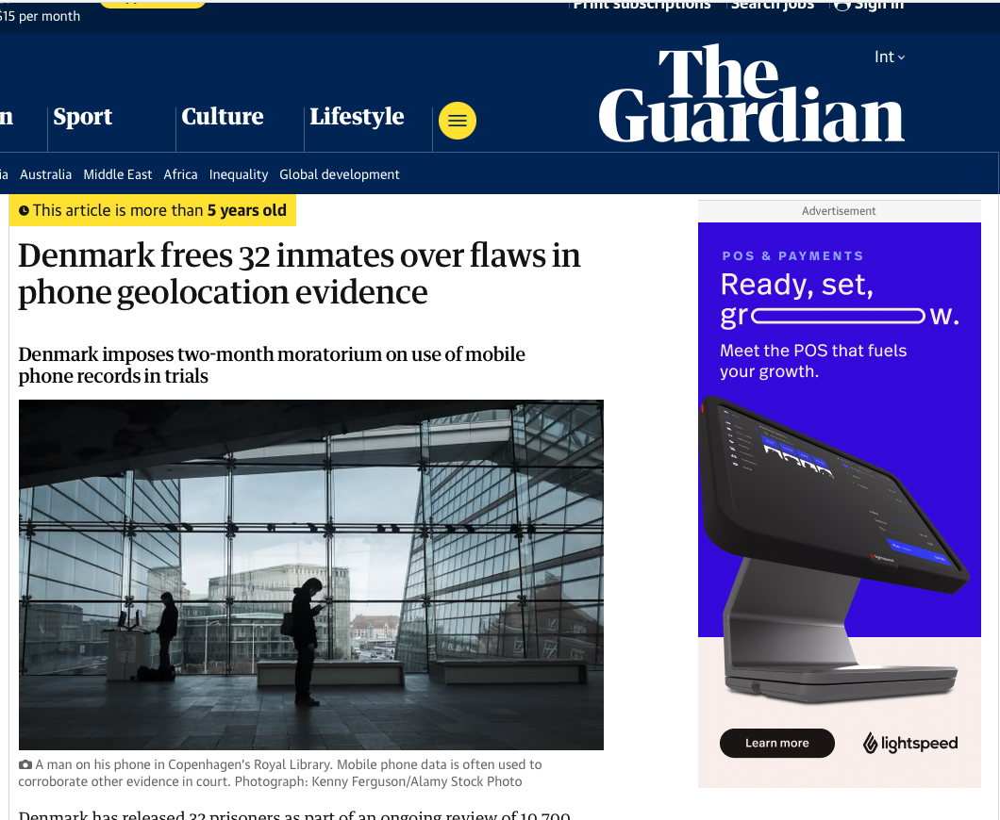 $15 per month
Print subscriptions
Search jobs
Sign in
Int
The
Guardian
n
Sport
Culture
Lifestyle
ia
Australia
Middle East
Africa
Inequality
Global development
This article is more than 5 years old
Denmark frees 32 inmates over flaws in
phone geolocation evidence
Denmark imposes two-month moratorium on use of mobile
phone records in trials
A man on his phone in Copenhagen's Royal Library. Mobile phone data is often used to
corroborate other evidence in court. Photograph: Kenny Ferguson/Alamy Stock Photo
Denmark has released 32 prisoners as part of an ongoing review of 10,700
Advertisement
POS & PAYMENTS
Ready, set,
gr w.
Meet the POS that fuels
your growth.
lightspeed
Learn more
lightspeed